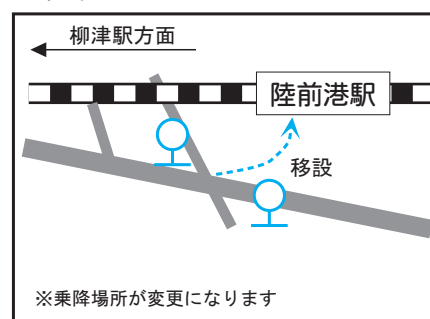 柳津駅方面
陸前港駅
移設
※乗降場所が変更になります